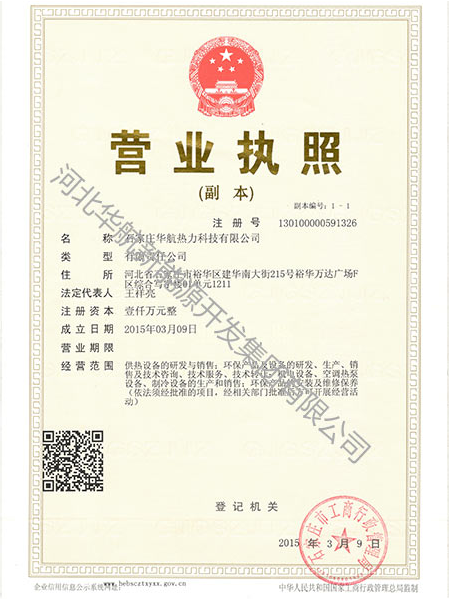 营业执照
(副 本)
副本编号：1 - 1
注 册 号 130100000591326
名 称 石家庄华航热力科技有限公司
类 型 有限责任公司
住 所 河北省石家庄市裕华区建华南大街215号裕华万达广场F
区综合写字楼01单元1211
法定代表人 王样亮
注册资本 壹仟万元整
成立日期 2015年03月09日
营业期限
经营范围 供热设备的研发与销售；环保产品及设备的研发、生产、销
售及技术咨询、技术服务、技术转让；机电设备、空调热泵
设备、制冷设备的生产和销售；环保产品的安装及维修保养
（依法须经批准的项目，经相关部门批准后方可开展经营活
动）
河北华航新能源开发集团有限公司
登记机关
石家庄市工商行政管理局
2015 年 3 月 9 日
www.hebscztxyxx.gov.cn
企业信用信息公示系统网址：
中华人民共和国国家工商行政管理总局监制